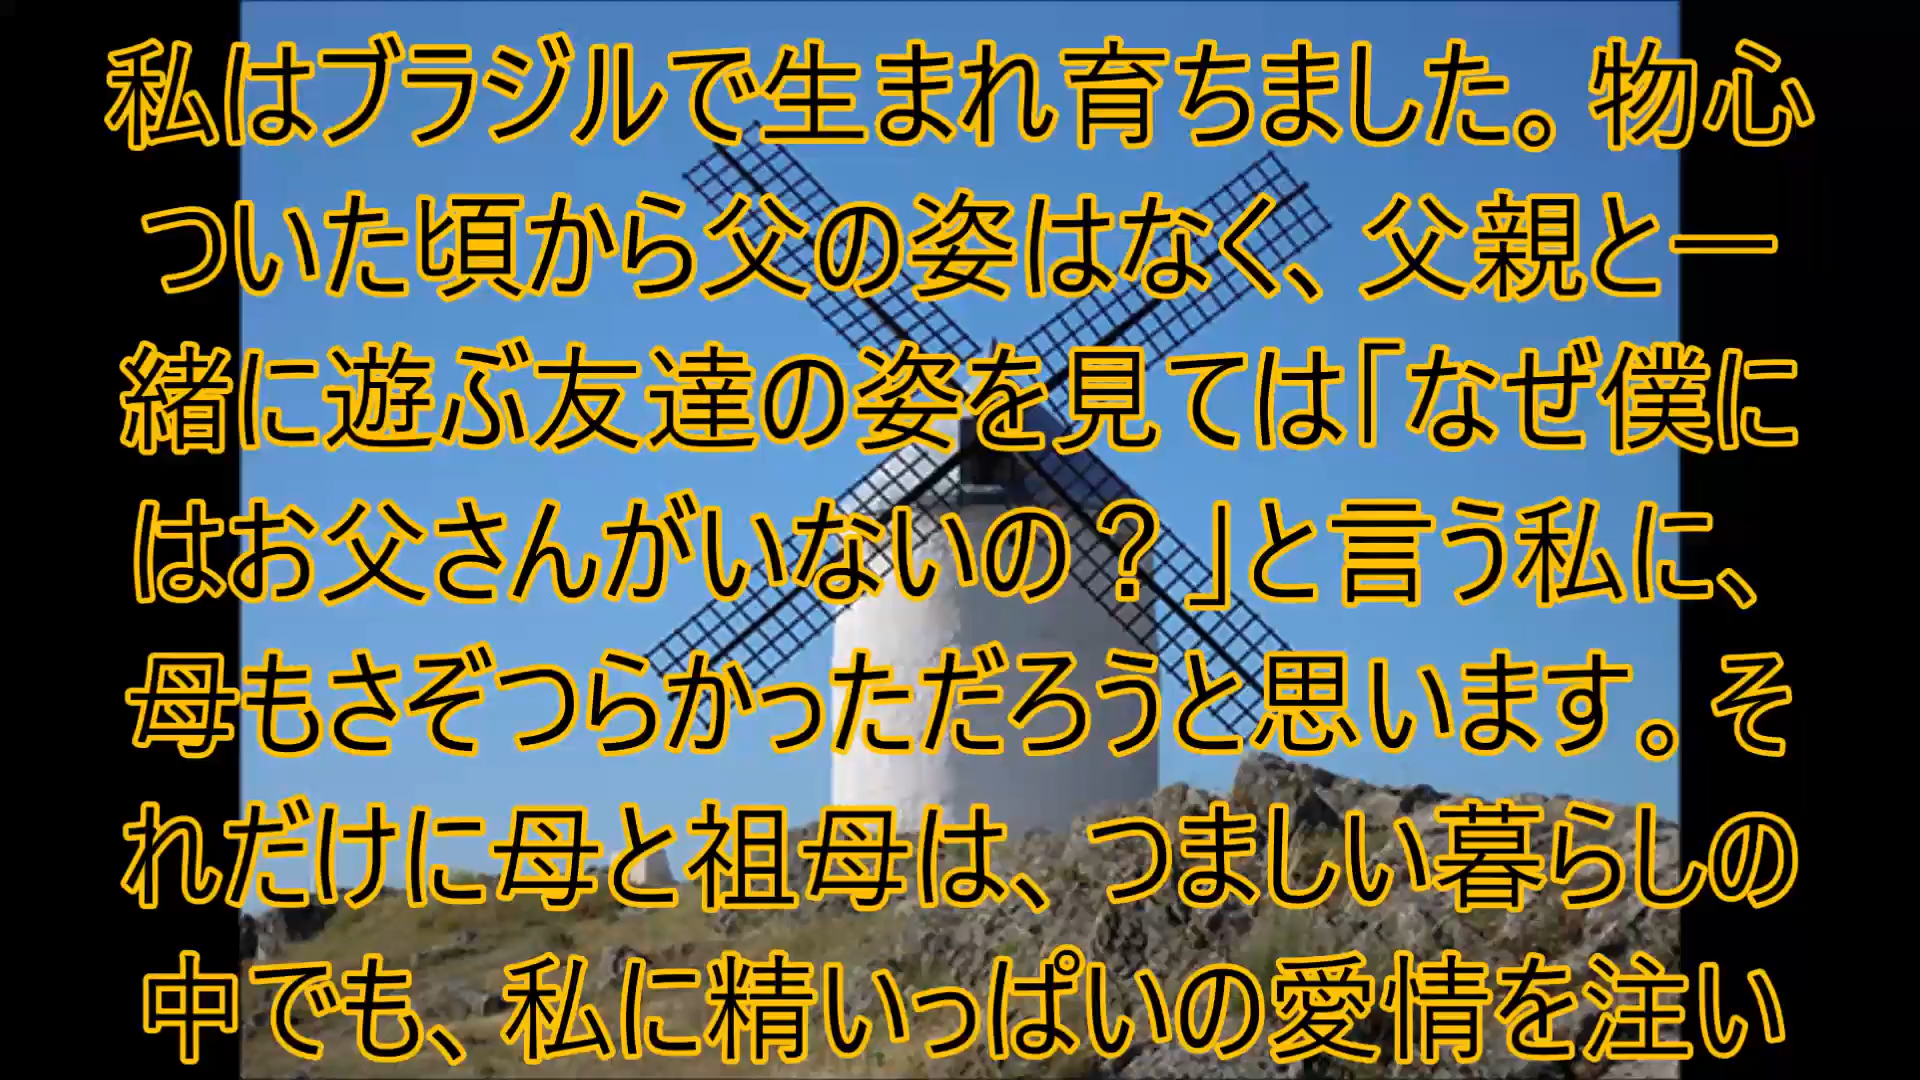 私はブラジルで生まれ育ちました。物心
ついた頃から父の姿はなく、父親と一
緒に遊ぶ友達の姿を見ては「なぜ僕に
はお父さんがいないの？」と言う私に、
母もさぞつらかっただろうと思います。そ
れだけに母と祖母は、つましい暮らしの
中でも、私に精いっぱいの愛情を注い